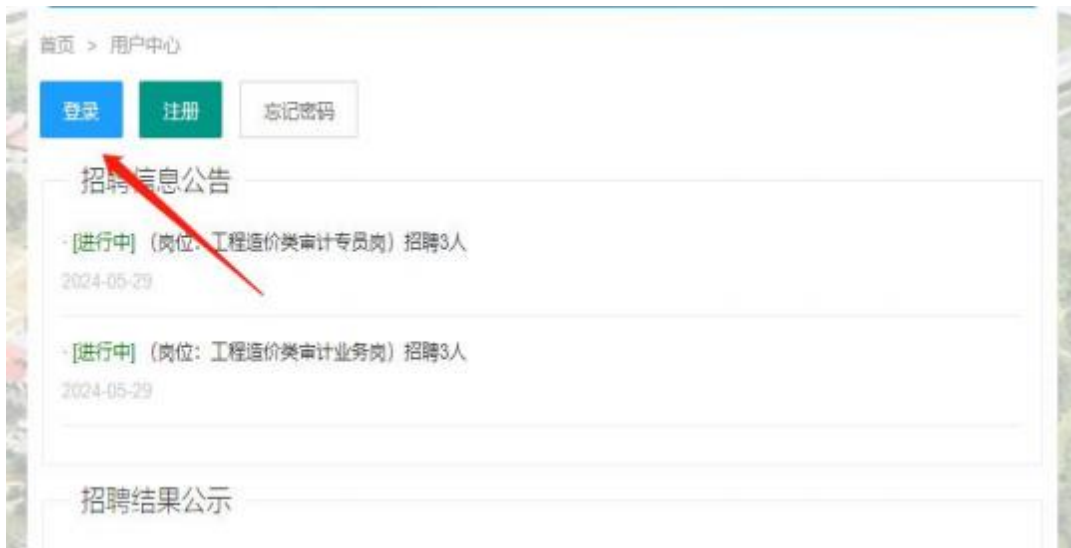 首页 > 用户中心
登录 注册 忘记密码
招聘信息公告
· [进行中] （岗位：工程造价类审计专员岗）招聘3人
2024-05-29
· [进行中] （岗位：工程造价类审计业务岗）招聘3人
2024-05-29
招聘结果公示